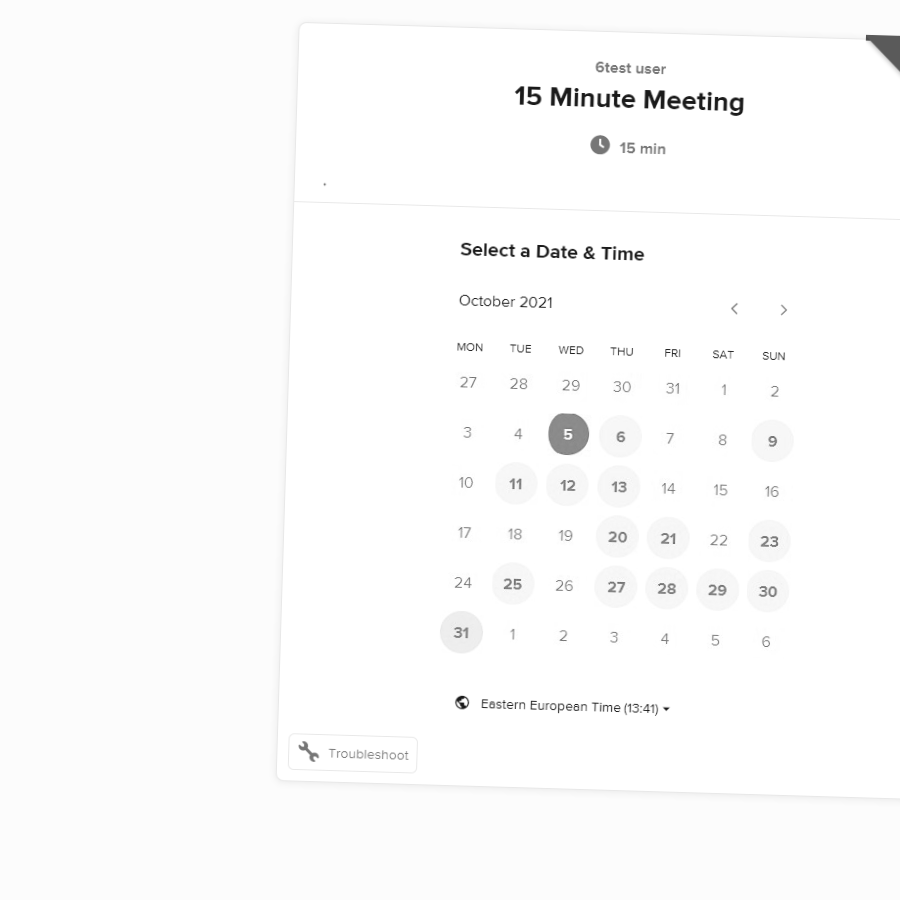 6test user
15 Minute Meeting
15 min
.
Select a Date & Time
October 2021
MON TUE WED THU FRI SAT SUN
27 28 29 30 31 1 2
3 4 5 6 7 8 9
10 11 12 13 14 15 16
17 18 19 20 21 22 23
24 25 26 27 28 29 30
31 1 2 3 4 5 6
Eastern European Time (13:41)
Troubleshoot